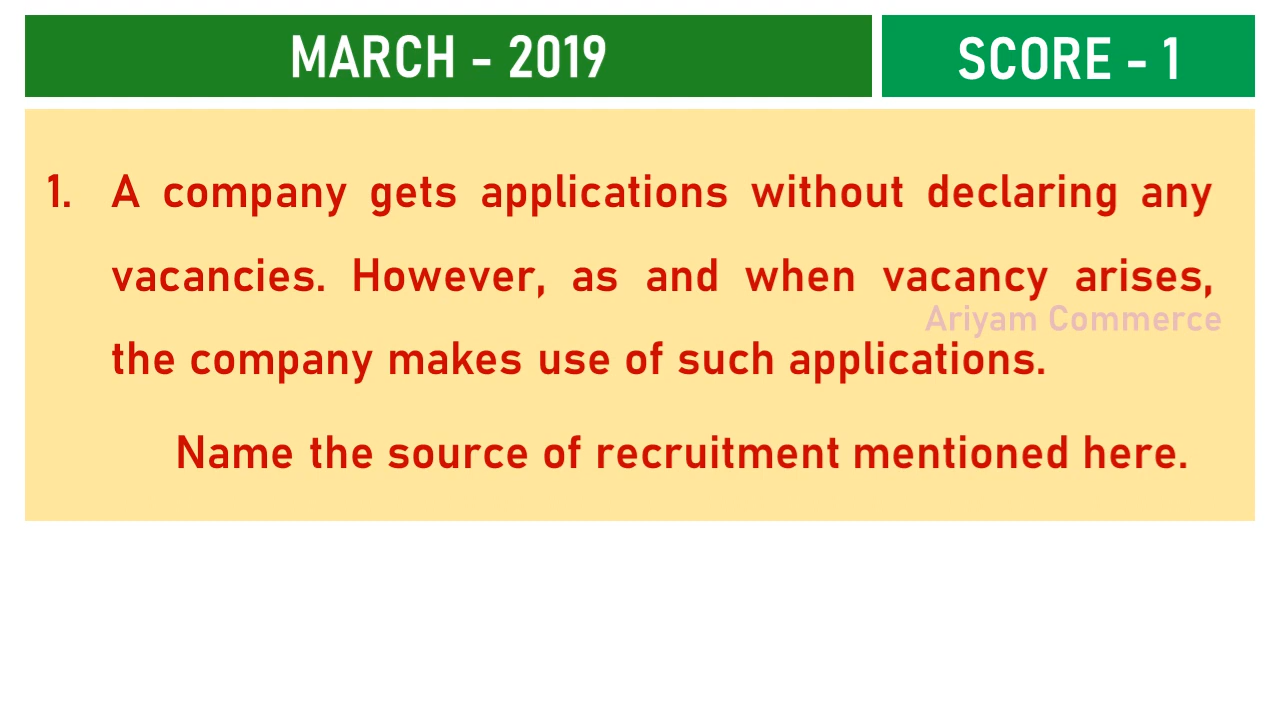 MARCH - 2019
SCORE - 1
1. A company gets applications without declaring any
vacancies. However, as and when vacancy arises,
Ariyam Commerce
the company makes use of such applications.
Name the source of recruitment mentioned here.